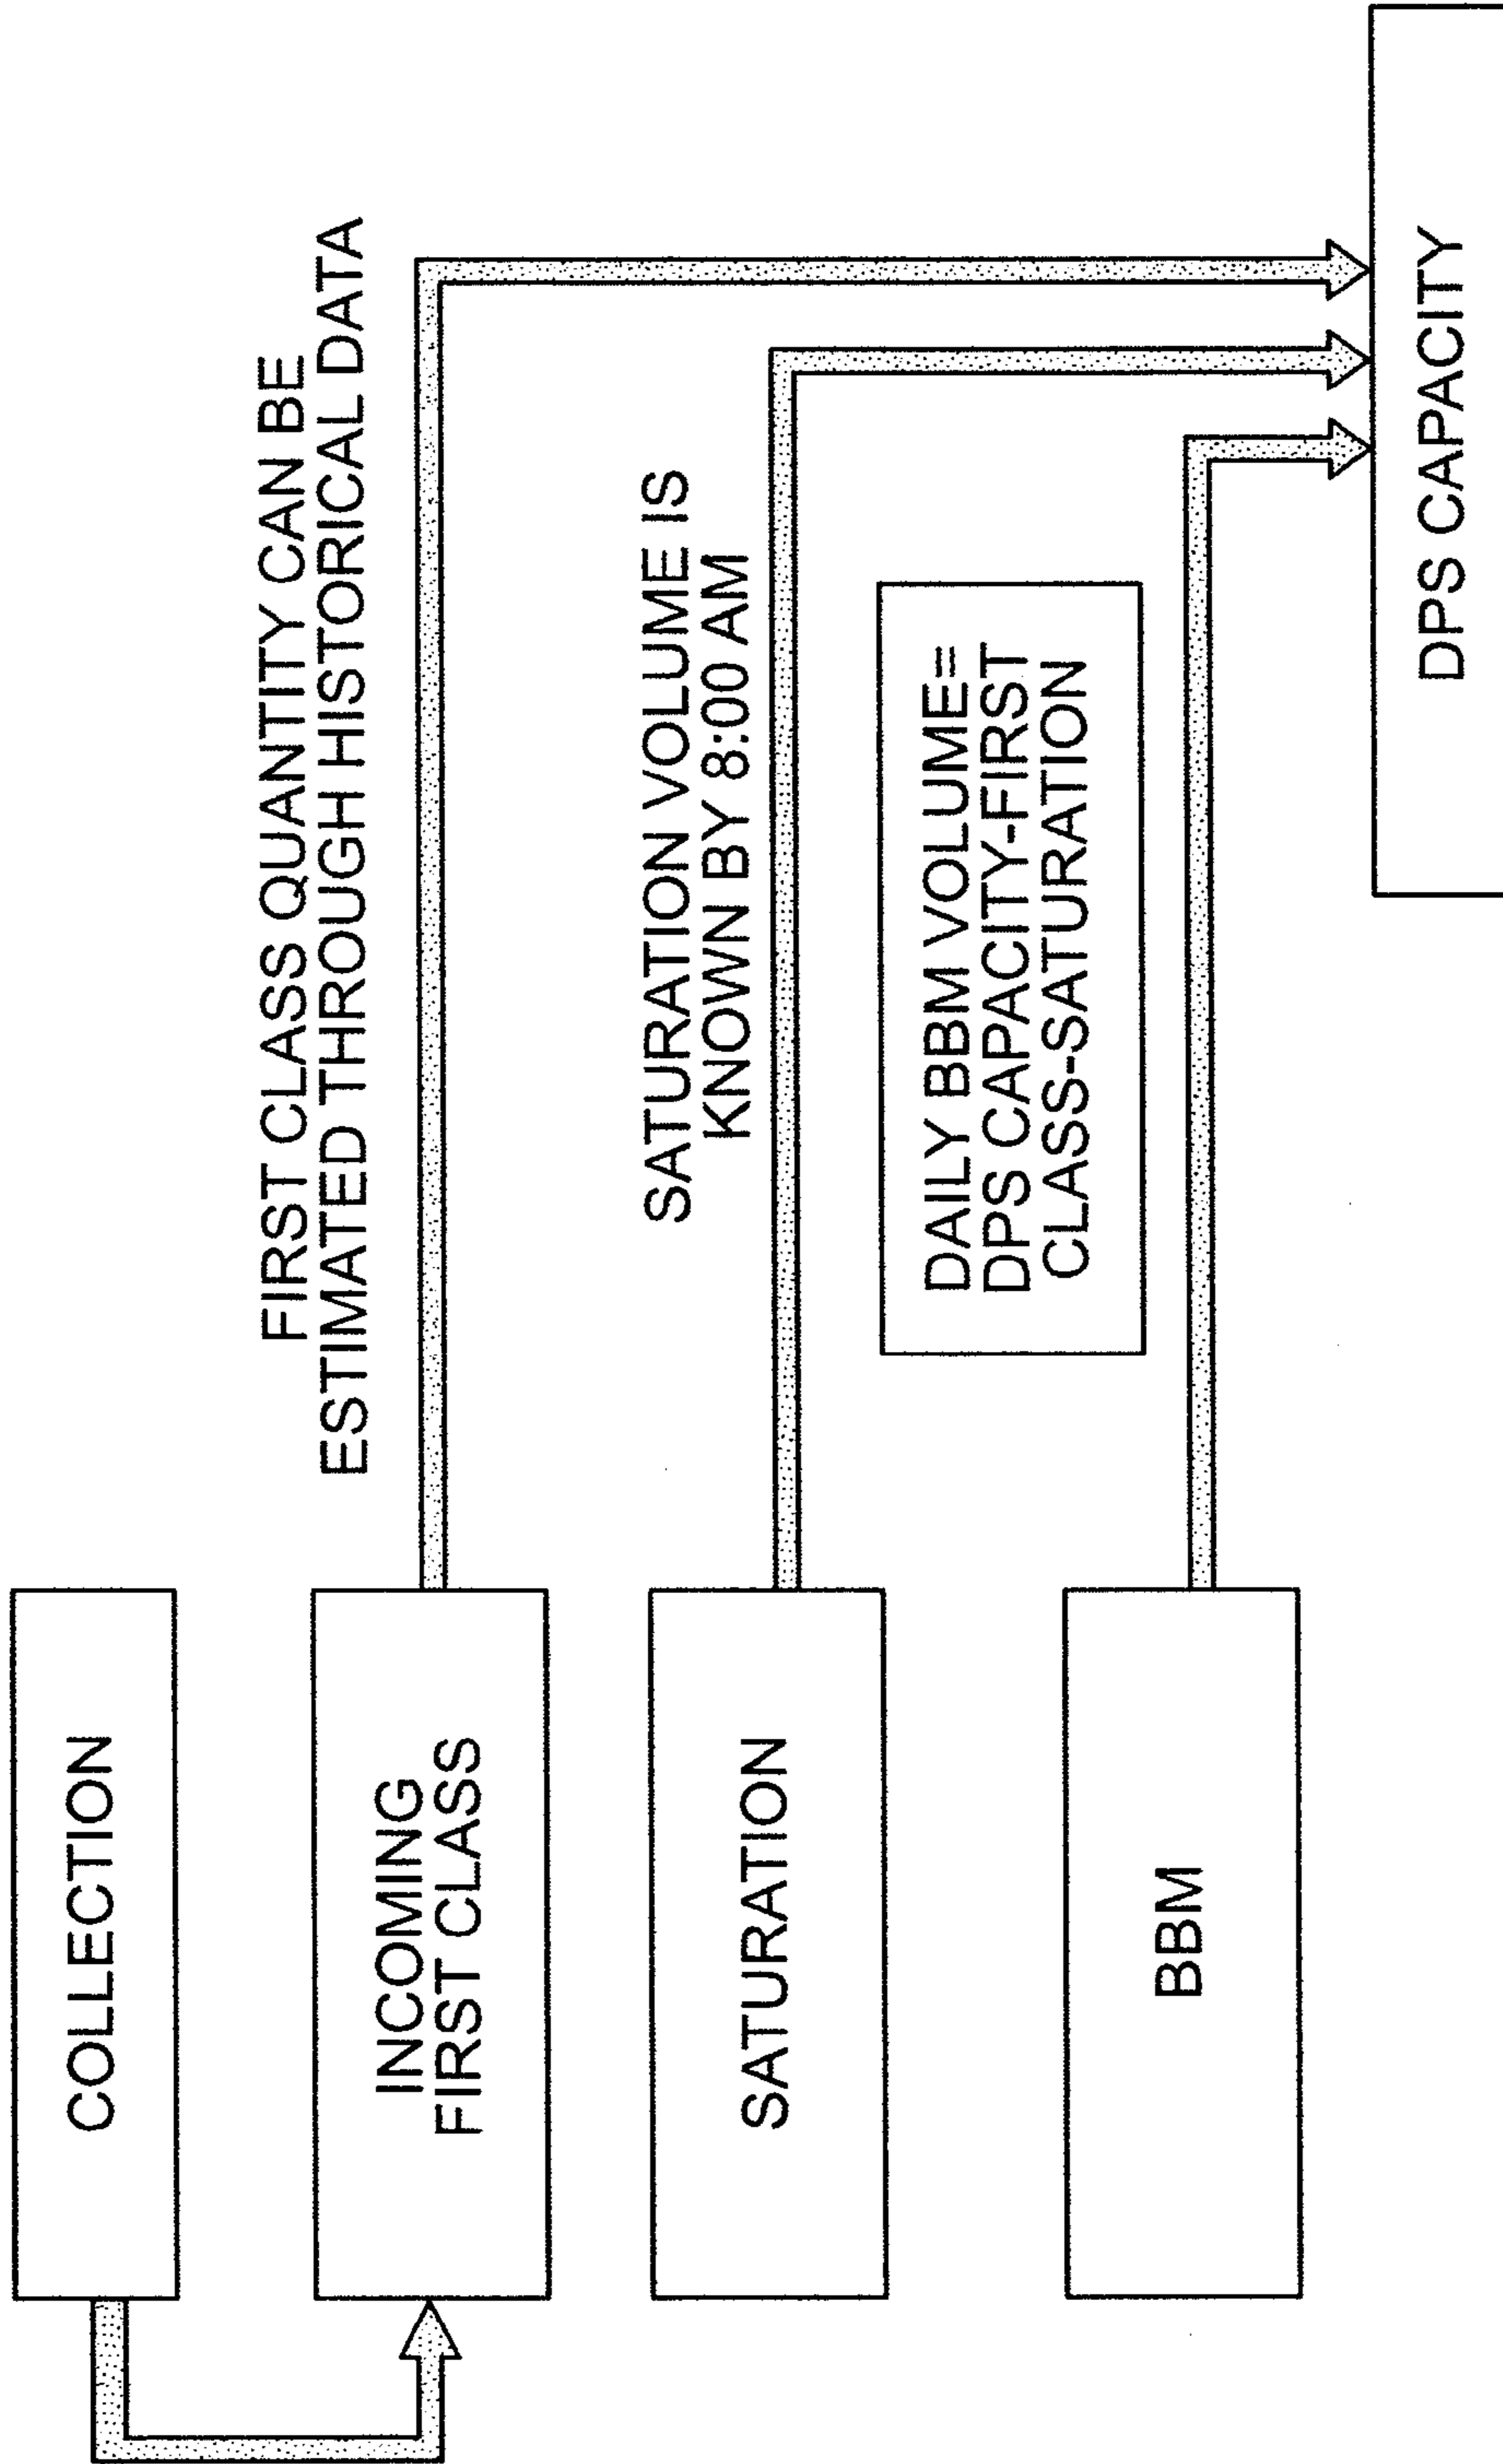 COLLECTION
INCOMING
FIRST CLASS
FIRST CLASS QUANTITY CAN BE
ESTIMATED THROUGH HISTORICAL DATA
SATURATION
SATURATION VOLUME IS
KNOWN BY 8:00 AM
DAILY BBM VOLUME=
DPS CAPACITY-FIRST
CLASS-SATURATION
BBM
DPS CAPACITY